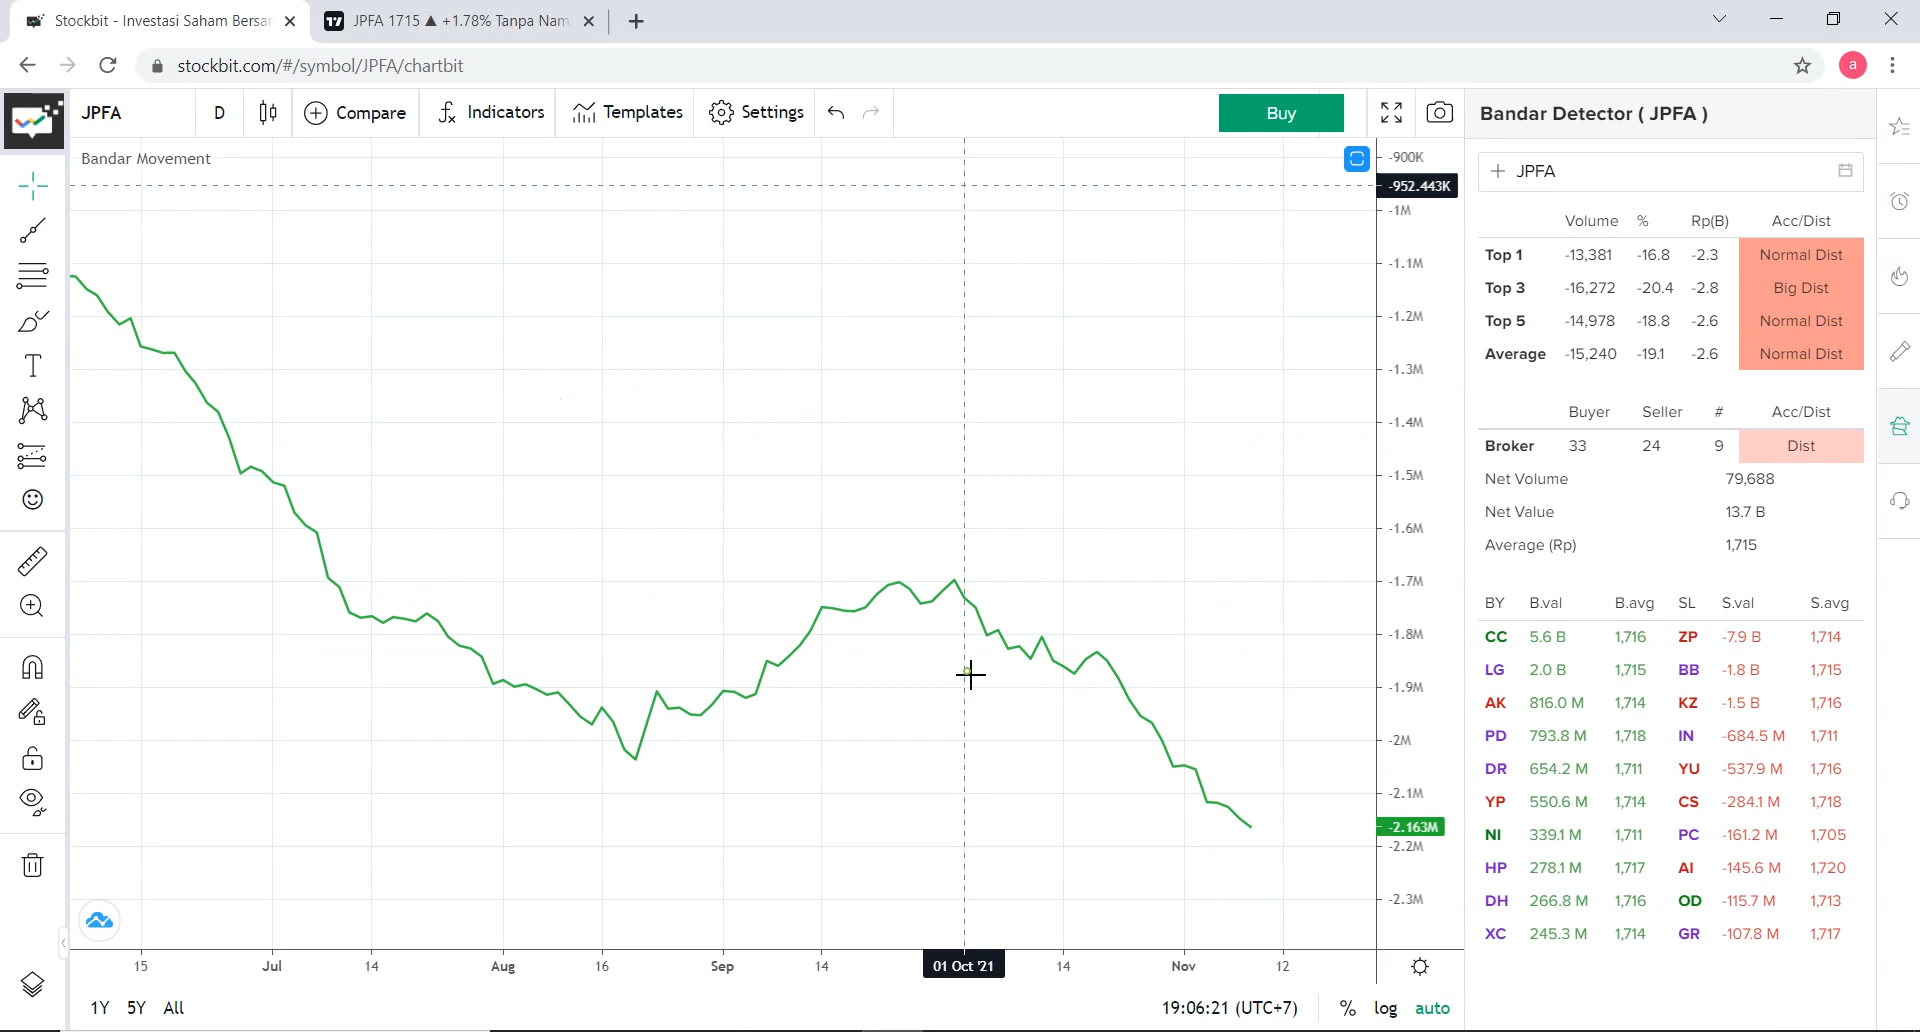 Stockbit - Investasi Saham Bersa
JPFA 1715 ▲ +1.78% Tanpa Nam
stockbit.com/#/symbol/JPFA/chartbit
a
JPFA D Compare Indicators Templates Settings Buy
Bandar Detector ( JPFA )
Bandar Movement
-900K
-952.443K
-1M
-1.1M
-1.2M
-1.3M
-1.4M
-1.5M
-1.6M
-1.7M
-1.8M
-1.9M
-2M
-2.1M
-2.163M
-2.2M
-2.3M
15 Jul 14 Aug 16 Sep 14 01 Oct '21 14 Nov 12
1Y 5Y All 19:06:21 (UTC+7) % log auto
JPFA
Volume % Rp(B) Acc/Dist
Top 1 -13,381 -16.8 -2.3 Normal Dist
Top 3 -16,272 -20.4 -2.8 Big Dist
Top 5 -14,978 -18.8 -2.6 Normal Dist
Average -15,240 -19.1 -2.6 Normal Dist
Buyer Seller # Acc/Dist
Broker 33 24 9 Dist
Net Volume 79,688
Net Value 13.7 B
Average (Rp) 1,715
BY B.val B.avg SL S.val S.avg
CC 5.6 B 1,716 ZP -7.9 B 1,714
LG 2.0 B 1,715 BB -1.8 B 1,715
AK 816.0 M 1,714 KZ -1.5 B 1,716
PD 793.8 M 1,718 IN -684.5 M 1,711
DR 654.2 M 1,711 YU -537.9 M 1,716
YP 550.6 M 1,714 CS -284.1 M 1,718
NI 339.1 M 1,711 PC -161.2 M 1,705
HP 278.1 M 1,717 AI -145.6 M 1,720
DH 266.8 M 1,716 OD -115.7 M 1,713
XC 245.3 M 1,714 GR -107.8 M 1,717